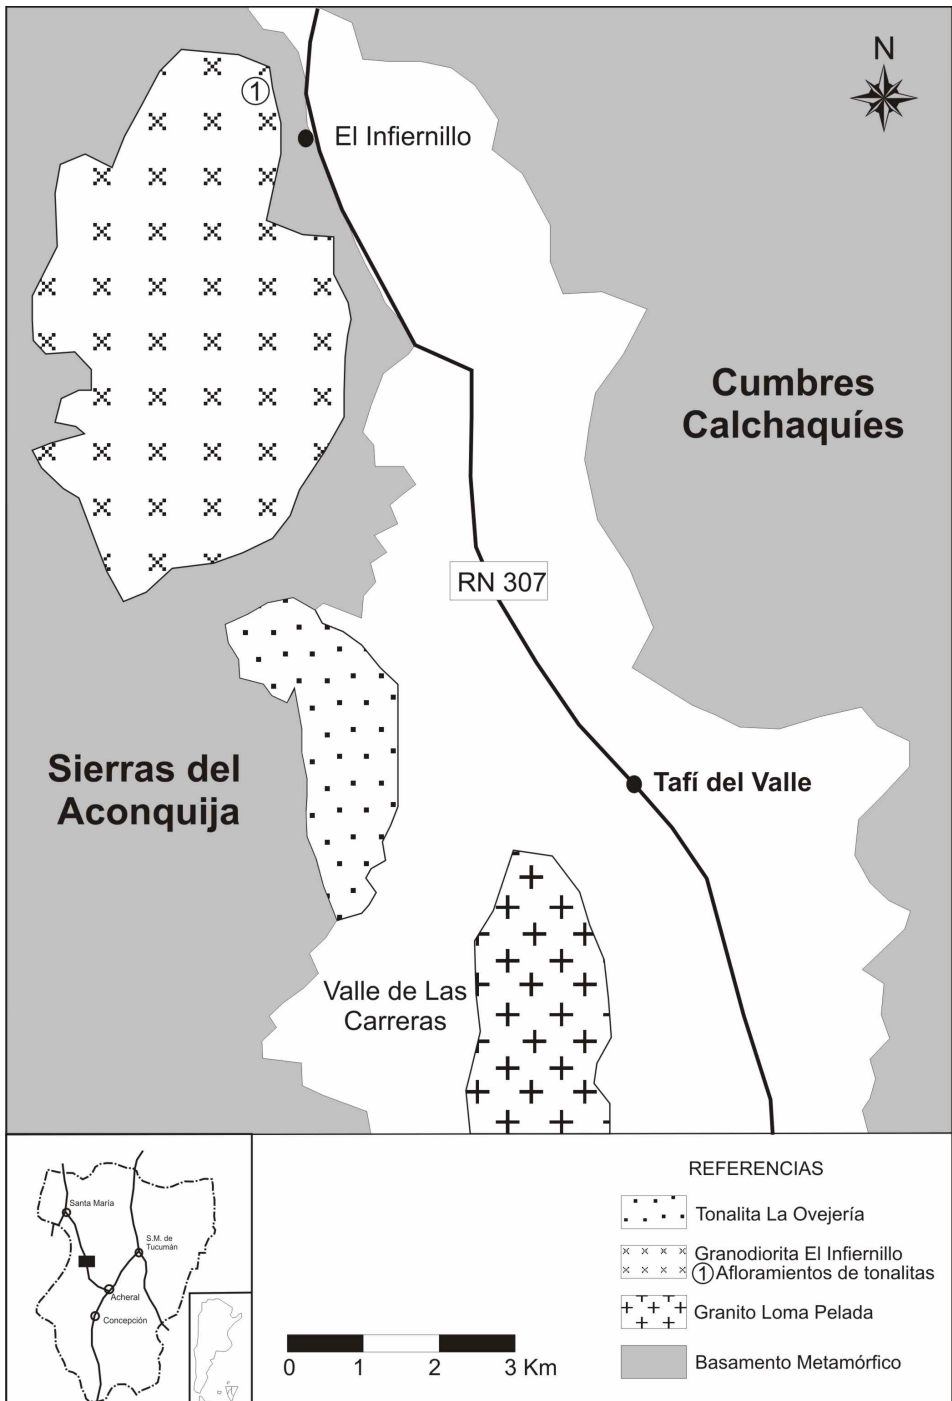 N
1
El Infiernillo
Cumbres
Calchaquíes
RN 307
Sierras del
Aconquija
Tafí del Valle
Valle de Las
Carreras
Santa María
S.M. de
Tucumán
Acheral
Concepción
0 1 2 3 Km
REFERENCIAS
Tonalita La Ovejería
Granodiorita El Infiernillo
1 Afloramientos de tonalitas
Granito Loma Pelada
Basamento Metamórfico